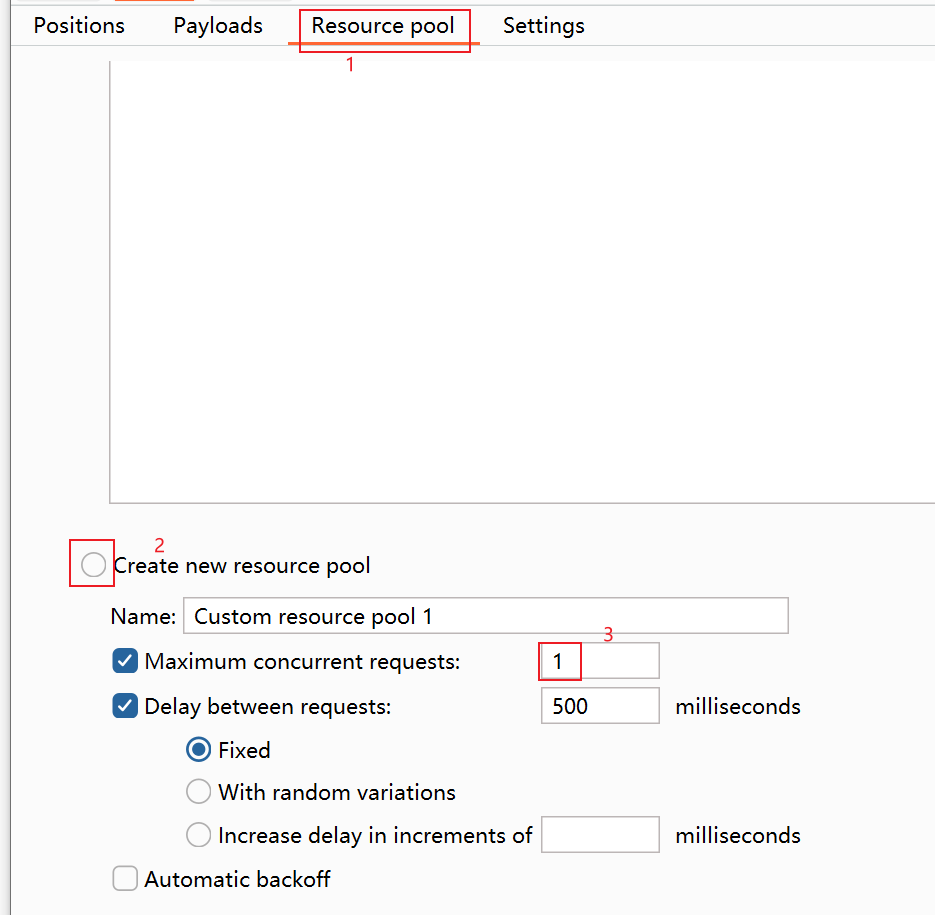 Positions Payloads Resource pool Settings
1
2
Create new resource pool
Name: Custom resource pool 1
3
Maximum concurrent requests: 1
Delay between requests: 500 milliseconds
Fixed
With random variations
Increase delay in increments of milliseconds
Automatic backoff